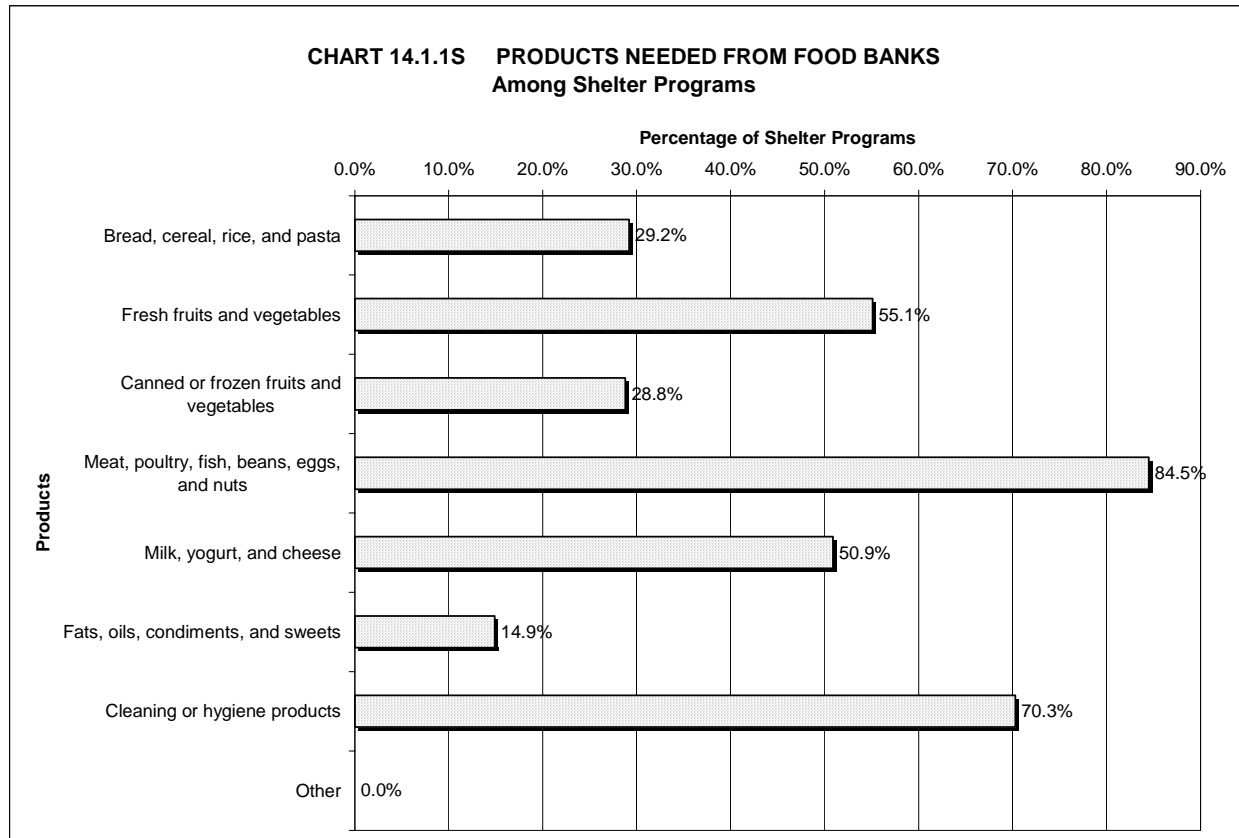 CHART 14.1.1S PRODUCTS NEEDED FROM FOOD BANKS
Among Shelter Programs
Percentage of Shelter Programs
0.0% 10.0% 20.0% 30.0% 40.0% 50.0% 60.0% 70.0% 80.0% 90.0%
Products
Bread, cereal, rice, and pasta 29.2%
Fresh fruits and vegetables 55.1%
Canned or frozen fruits and
vegetables 28.8%
Meat, poultry, fish, beans, eggs,
and nuts 84.5%
Milk, yogurt, and cheese 50.9%
Fats, oils, condiments, and sweets 14.9%
Cleaning or hygiene products 70.3%
Other 0.0%